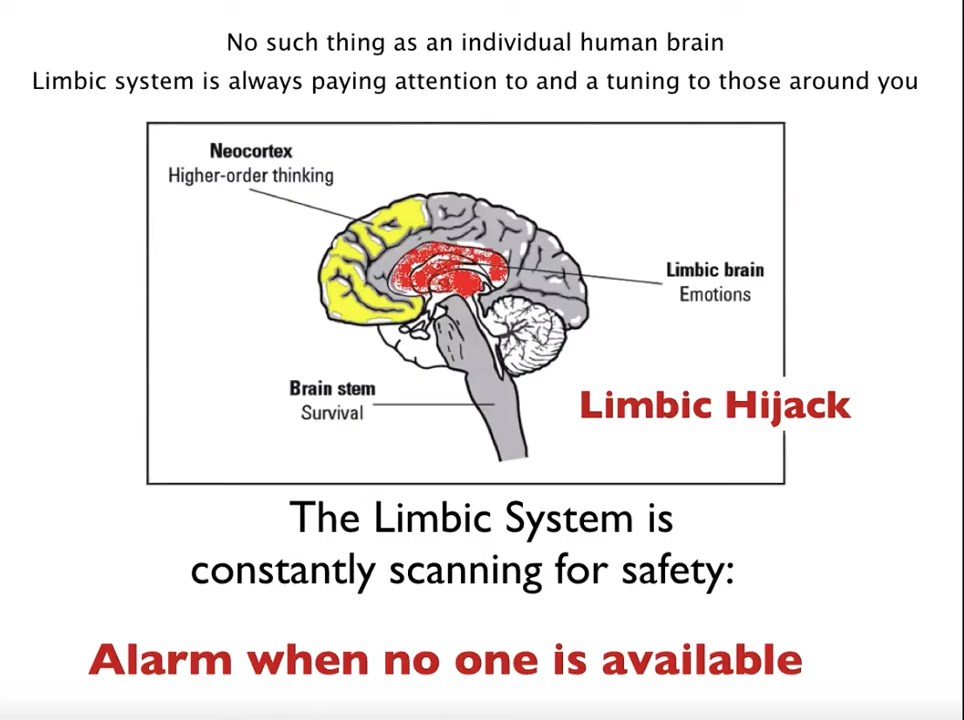 No such thing as an individual human brain
Limbic system is always paying attention to and a tuning to those around you
Neocortex
Higher-order thinking
Limbic brain
Emotions
Brain stem
Survival
Limbic Hijack
The Limbic System is
constantly scanning for safety:
Alarm when no one is available